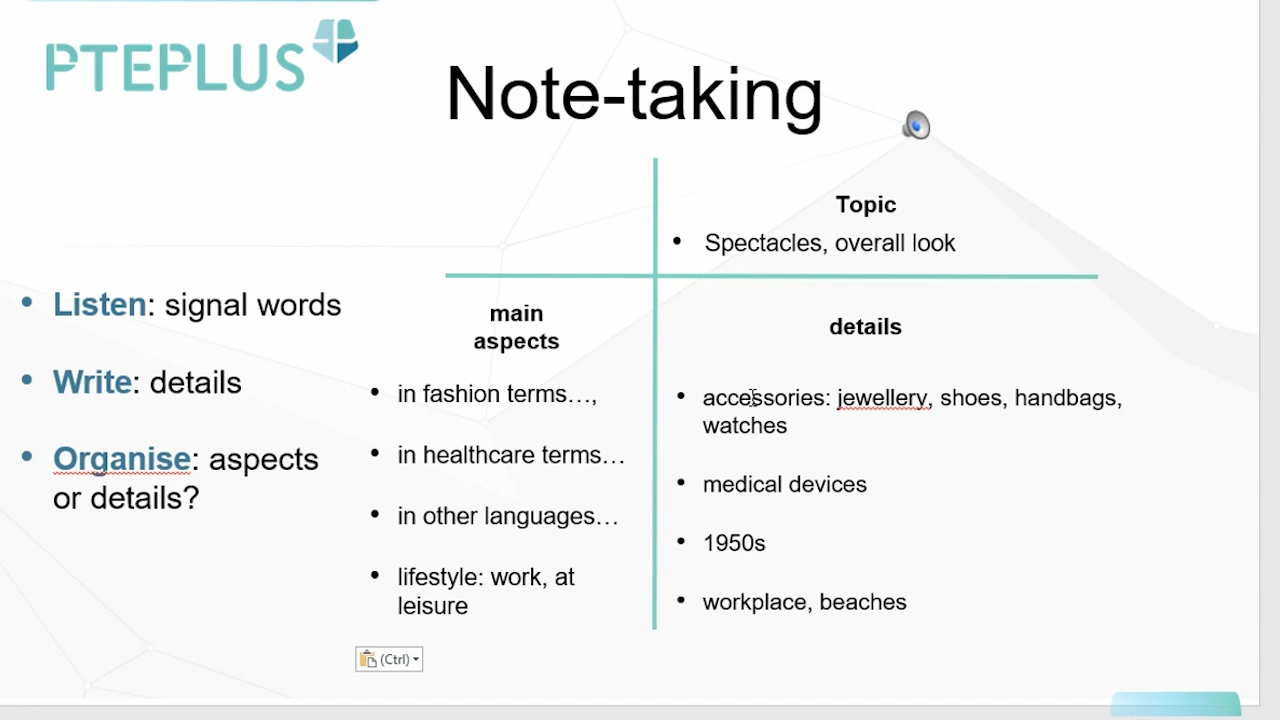 PTEPLUS
Note-taking
Topic
• Spectacles, overall look
• Listen: signal words
• Write: details
• Organise: aspects
or details?
main
aspects
• in fashion terms…,
• in healthcare terms…
• in other languages…
• lifestyle: work, at
leisure
details
• accessories: jewellery, shoes, handbags,
watches
• medical devices
• 1950s
• workplace, beaches
(Ctrl)